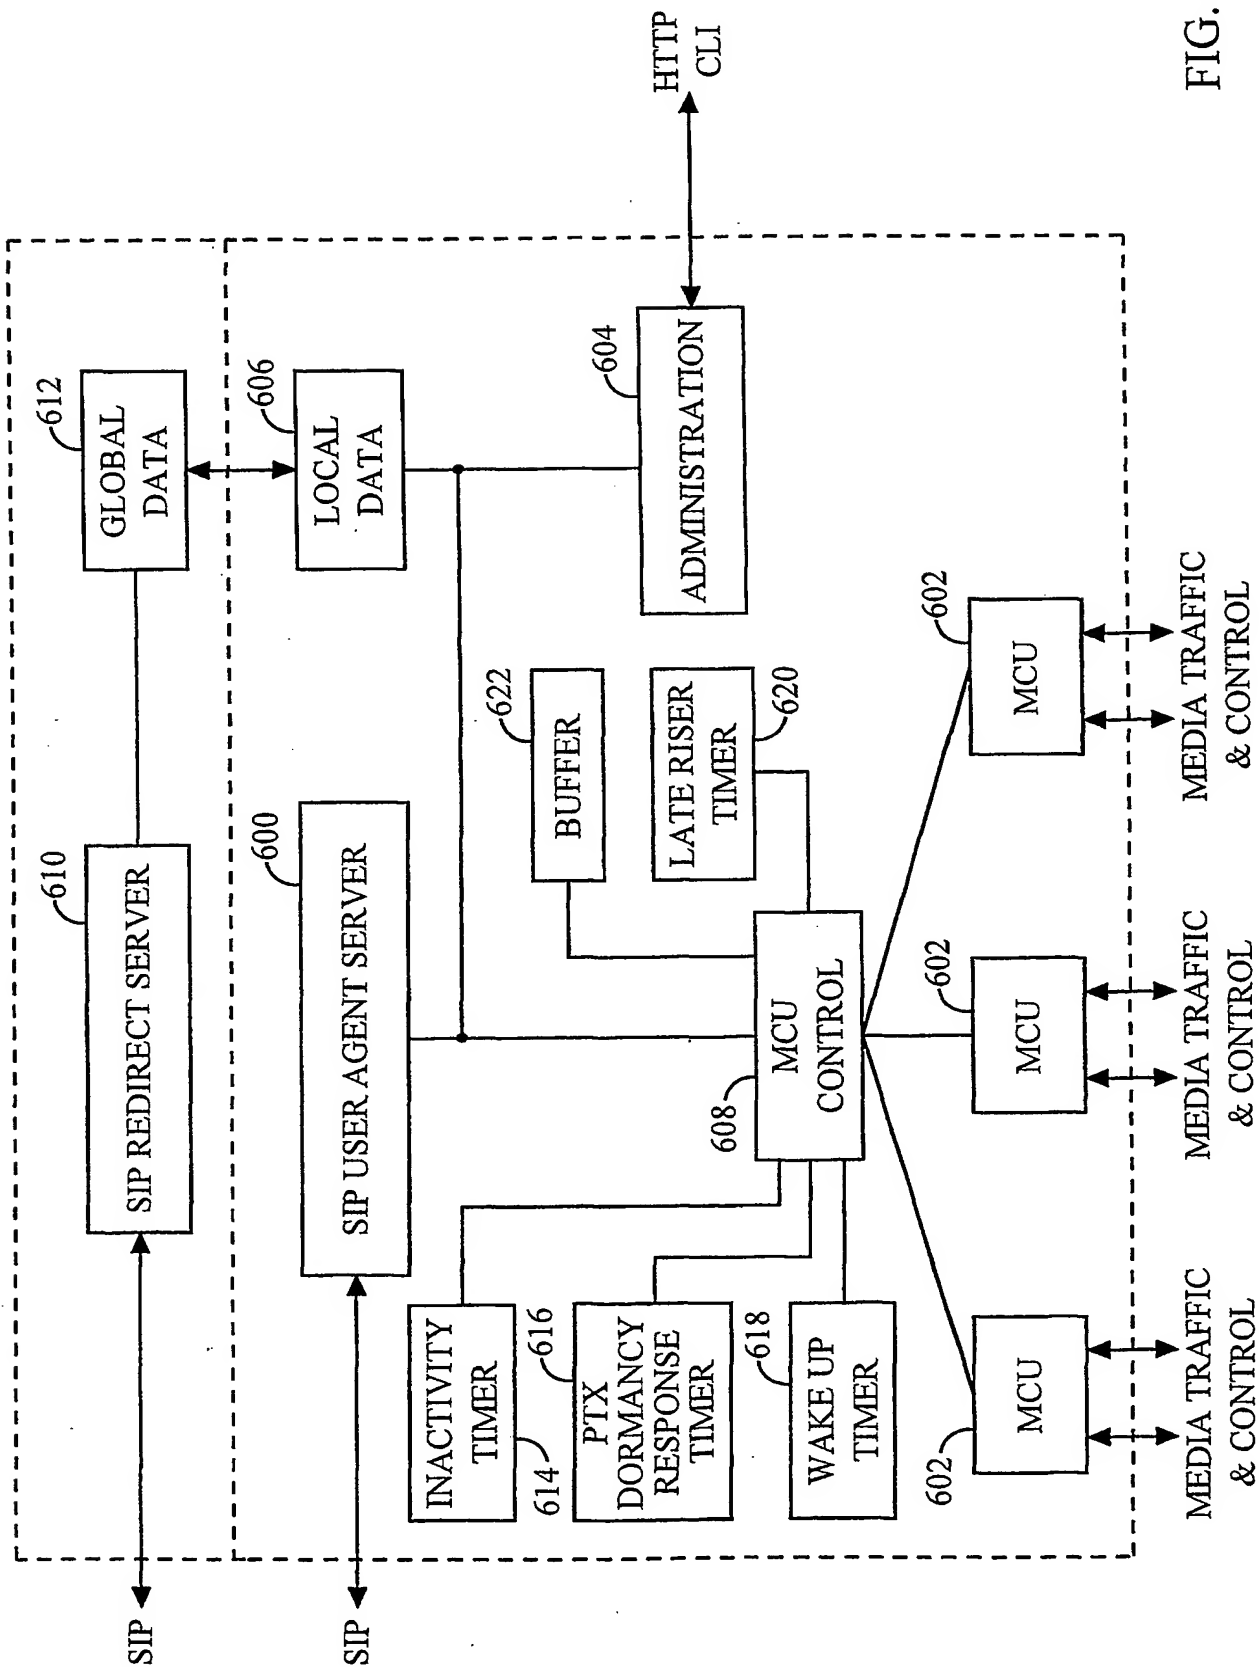 SIP
SIP REDIRECT SERVER
610
GLOBAL
DATA
612
SIP
SIP USER AGENT SERVER
600
LOCAL
DATA
606
INACTIVITY
TIMER
614
PTX
DORMANCY
RESPONSE
TIMER
616
WAKE UP
TIMER
618
BUFFER
622
LATE RISER
TIMER
620
ADMINISTRATION
604
HTTP
CLI
MCU
CONTROL
608
MCU
602
MCU
602
MCU
602
MEDIA TRAFFIC
& CONTROL
MEDIA TRAFFIC
& CONTROL
MEDIA TRAFFIC
& CONTROL
FIG.